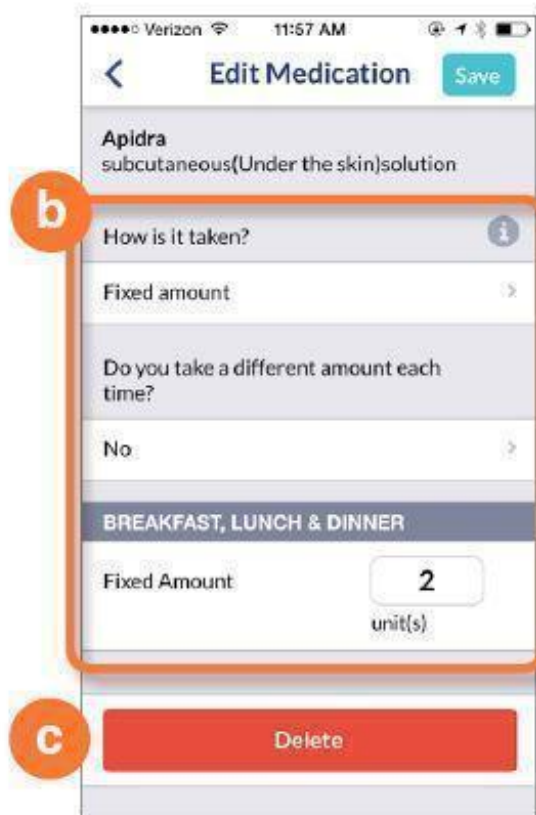 Verizon 11:57 AM
Edit Medication Save
Apidra
subcutaneous(Under the skin)solution
b
How is it taken? i
Fixed amount
Do you take a different amount each
time?
No
BREAKFAST, LUNCH & DINNER
Fixed Amount 2
unit(s)
c
Delete